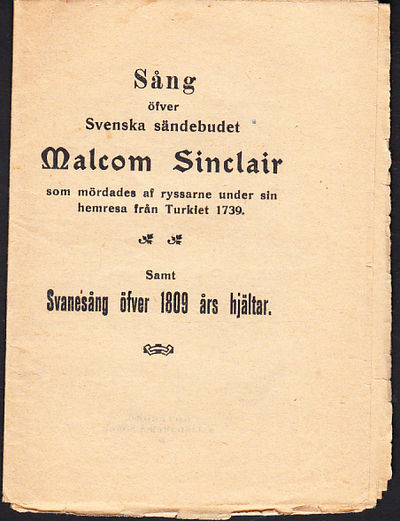 Sång
öfver
Svenska sändebudet
Malcom Sinclair
som mördades af ryssarne under sin
hemresa från Turkiet 1739.
Samt
Svanesång öfver 1809 års hjältar.